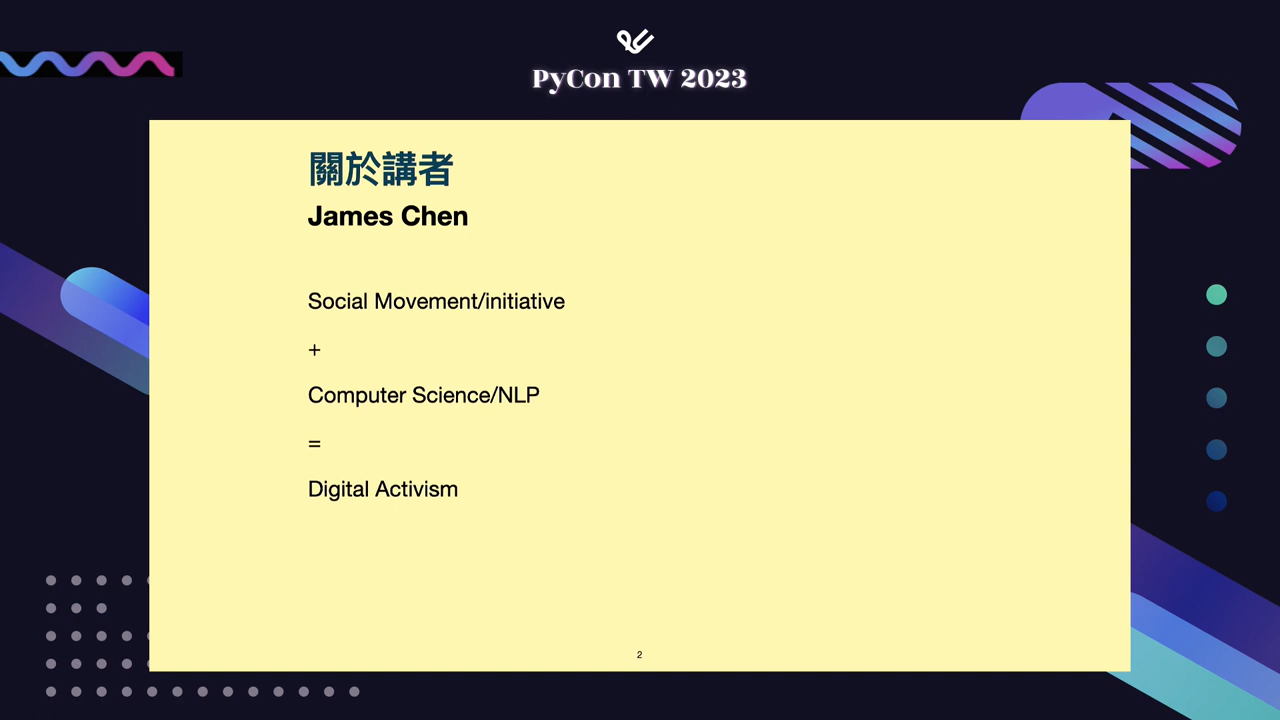 PyCon TW 2023
關於講者
James Chen
Social Movement/initiative
+
Computer Science/NLP
=
Digital Activism
2